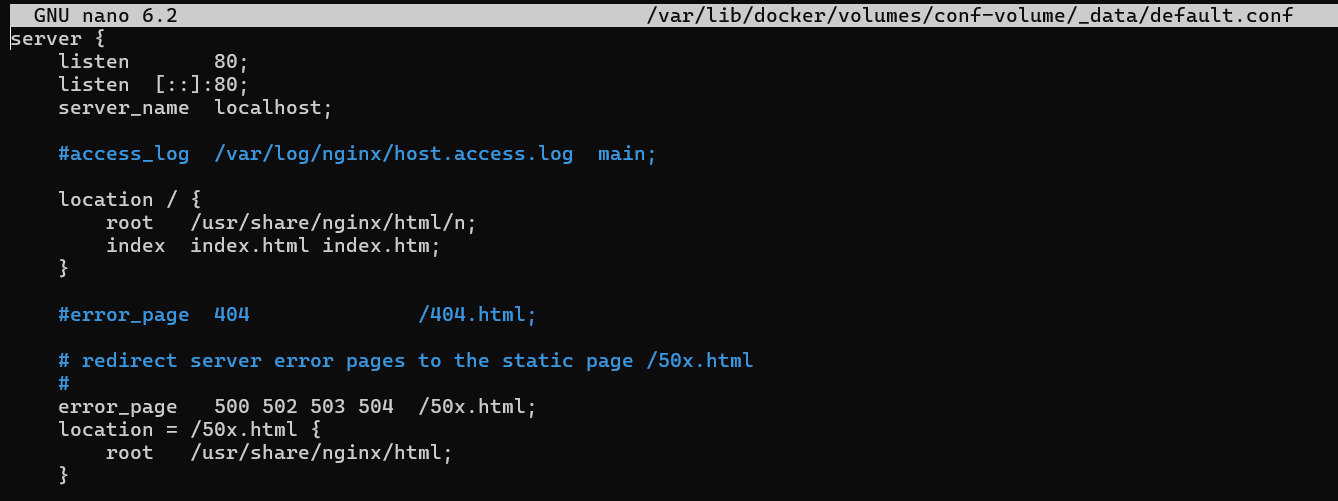 GNU nano 6.2 /var/lib/docker/volumes/conf-volume/_data/default.conf
server {
    listen       80;
    listen  [::]:80;
    server_name  localhost;
    #access_log  /var/log/nginx/host.access.log  main;
    location / {
        root   /usr/share/nginx/html/n;
        index  index.html index.htm;
    }
    #error_page  404              /404.html;
    # redirect server error pages to the static page /50x.html
    #
    error_page   500 502 503 504  /50x.html;
    location = /50x.html {
        root   /usr/share/nginx/html;
    }